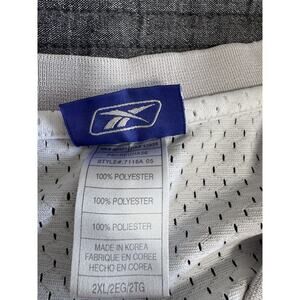 STYLE#.7116A 05
100% POLYESTER
100% POLYESTER
100% POLIESTER
MADE IN KOREA
FABRIQUE EN COREE
HECHO EN COREA
2XL/2EG/2TG